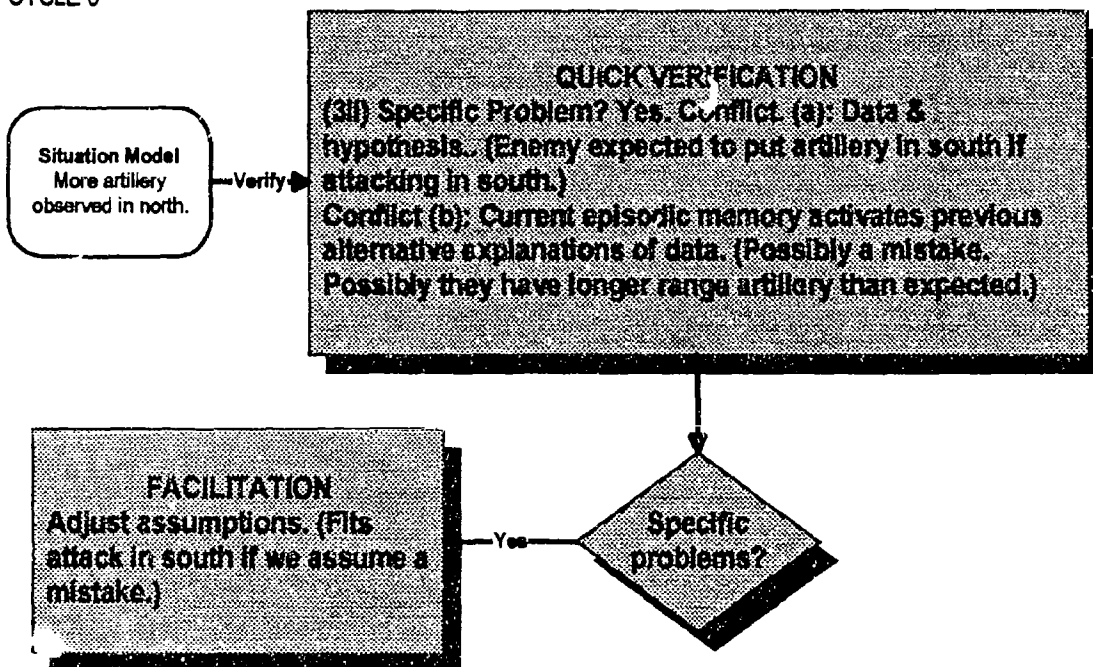 CYCLE
QUICK VERIFICATION
(3ii) Specific Problem? Yes. Conflict. (a): Data &
hypothesis.. (Enemy expected to put artillery in south if
attacking in south.)
Conflict (b): Current episodic memory activates previous
alternative explanations of data. (Possibly a mistake.
Possibly they have longer range artillery than expected.)
Situation Model
More artillery
observed in north.
Verify
Specific
problems?
Yes
FACILITATION
Adjust assumptions. (Fits
attack in south if we assume a
mistake.)